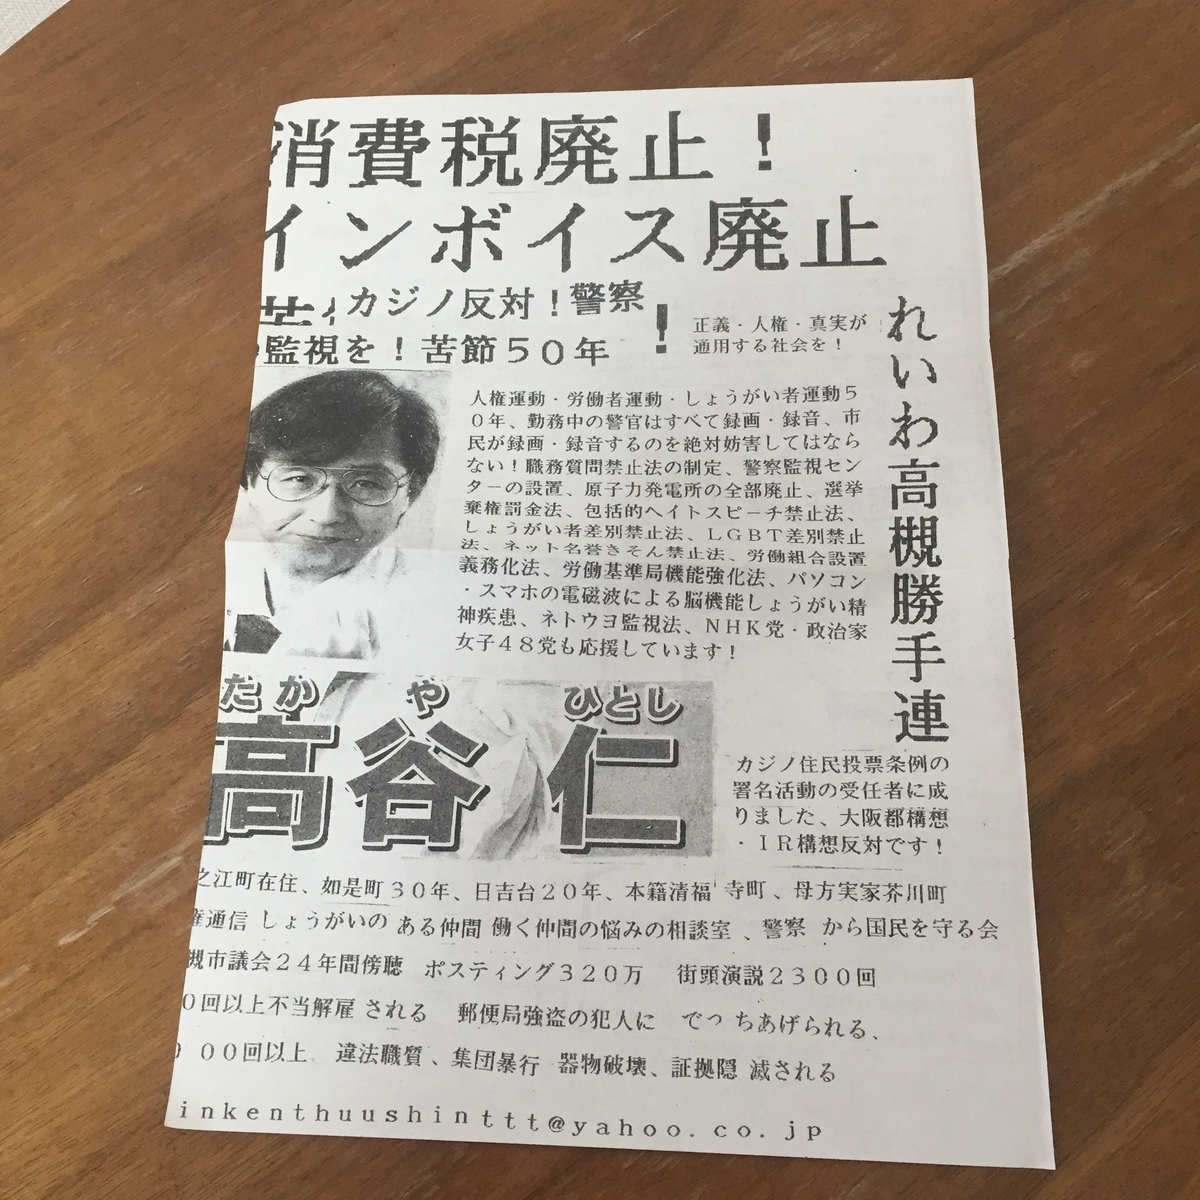 消費税廃止！
インボイス廃止
カジノ反対！警察
監視を！苦節５０年
！
正義・人権・真実が
通用する社会を！
れいわ高槻勝手連
人権運動・労働者運動・しょうがい者運動５
０年、勤務中の警官はすべて録画・録音、市
民が録画・録音するのを絶対妨害してはなら
ない！職務質問禁止法の制定、警察監視セン
ターの設置、原子力発電所の全部廃止、選挙
棄権罰金法、包括的ヘイトスピーチ禁止法、
しょうがい者差別禁止法、ＬＧＢＴ差別禁止
法、ネット名誉きそん禁止法、労働組合設置
義務化法、労働基準局機能強化法、パソコン
・スマホの電磁波による脳機能しょうがい精
神疾患、ネトウヨ監視法、ＮＨＫ党・政治家
女子４８党も応援しています！
たか や ひとし
高谷 仁
カジノ住民投票条例の
署名活動の受任者に成
りました、大阪都構想
・ＩＲ構想反対です！
之江町在住、如是町３０年、日吉台２０年、本籍清福寺町、母方実家芥川町
権通信 しょうがいの ある仲間 働く仲間の悩みの相談室 、警察 から国民を守る会
槻市議会２４年間傍聴 ポスティング３２０万 街頭演説２３００回
０回以上不当解雇 される 郵便局強盗の犯人に でっ ちあげられる、
００回以上 違法職質、集団暴行 器物破壊、証拠隠 滅される
inkenthuushinttt@yahoo.co.jp